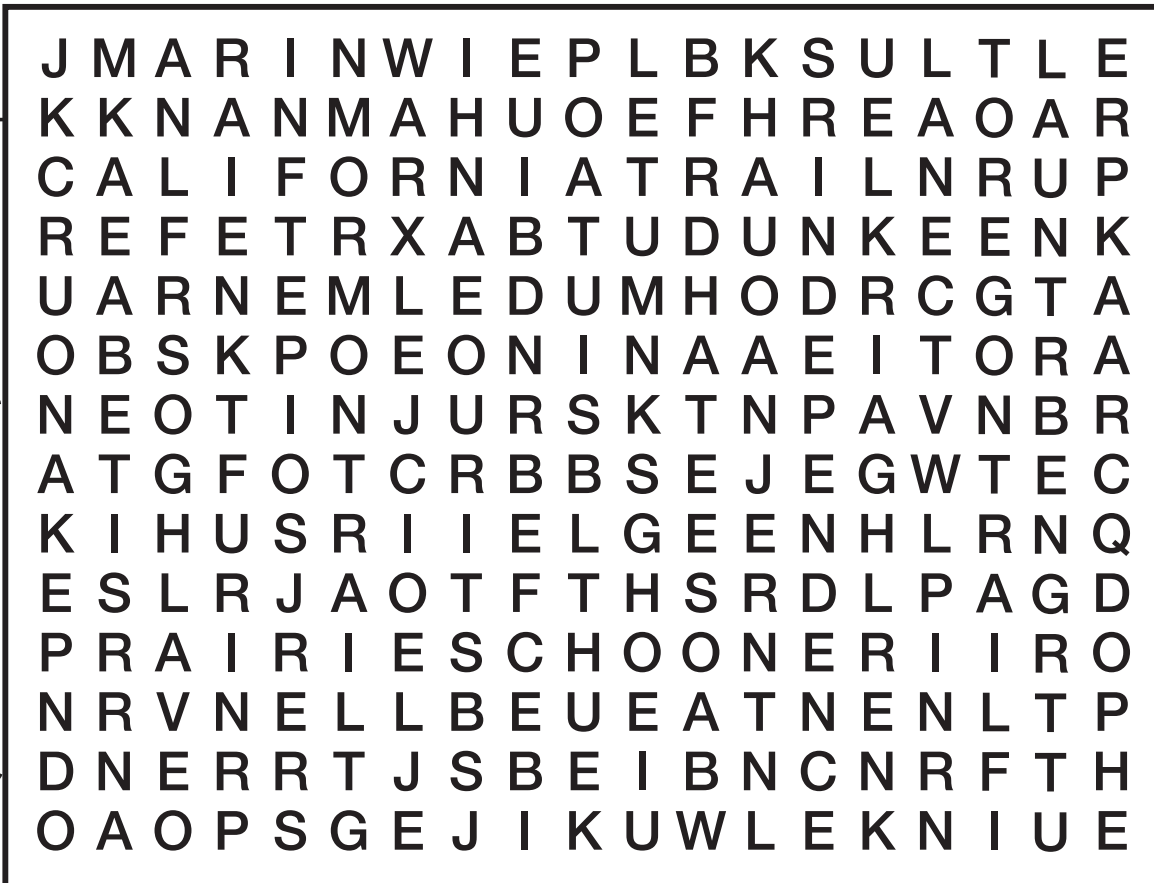 J M A R I N W I E P L B K S U L T L E
K K N A N M A H U O E F H R E A O A R
C A L I F O R N I A T R A I L N R U P
R E F E T R X A B T U D U N K E E N K
U A R N E M L E D U M H O D R C G T A
O B S K P O E O N I N A A E I T O R A
N E O T I N J U R S K T N P A V N B R
A T G F O T C R B B S E J E G W T E C
K I H U S R I I E L G E E N H L R N Q
E S L R J A O T F T H S R D L P A G D
P R A I R I E S C H O O N E R I I R O
N R V N E L L B E U E A T N E N L T P
D N E R R T J S B E I B N C N R F T H
O A O P S G E J I K U W L E K N I U E